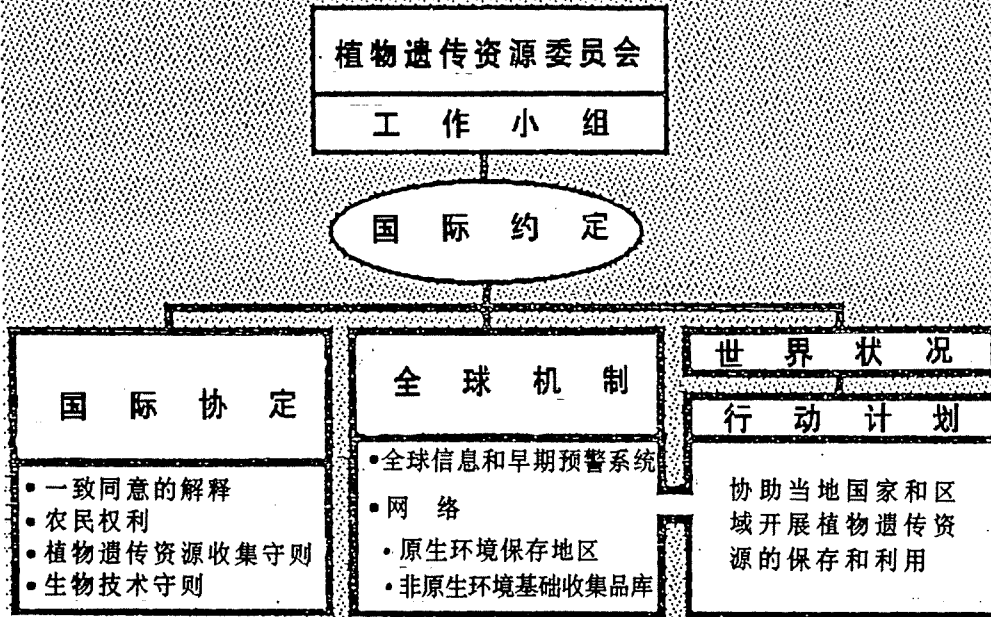 植物遗传资源委员会
工作小组
国际约定
国际协定
• 一致同意的解释
• 农民权利
• 植物遗传资源收集守则
• 生物技术守则
全球机制
• 全球信息和早期预警系统
• 网络
· 原生环境保存地区
· 非原生环境基础收集品库
世界状况
行动计划
协助当地国家和区
域开展植物遗传资
源的保存和利用